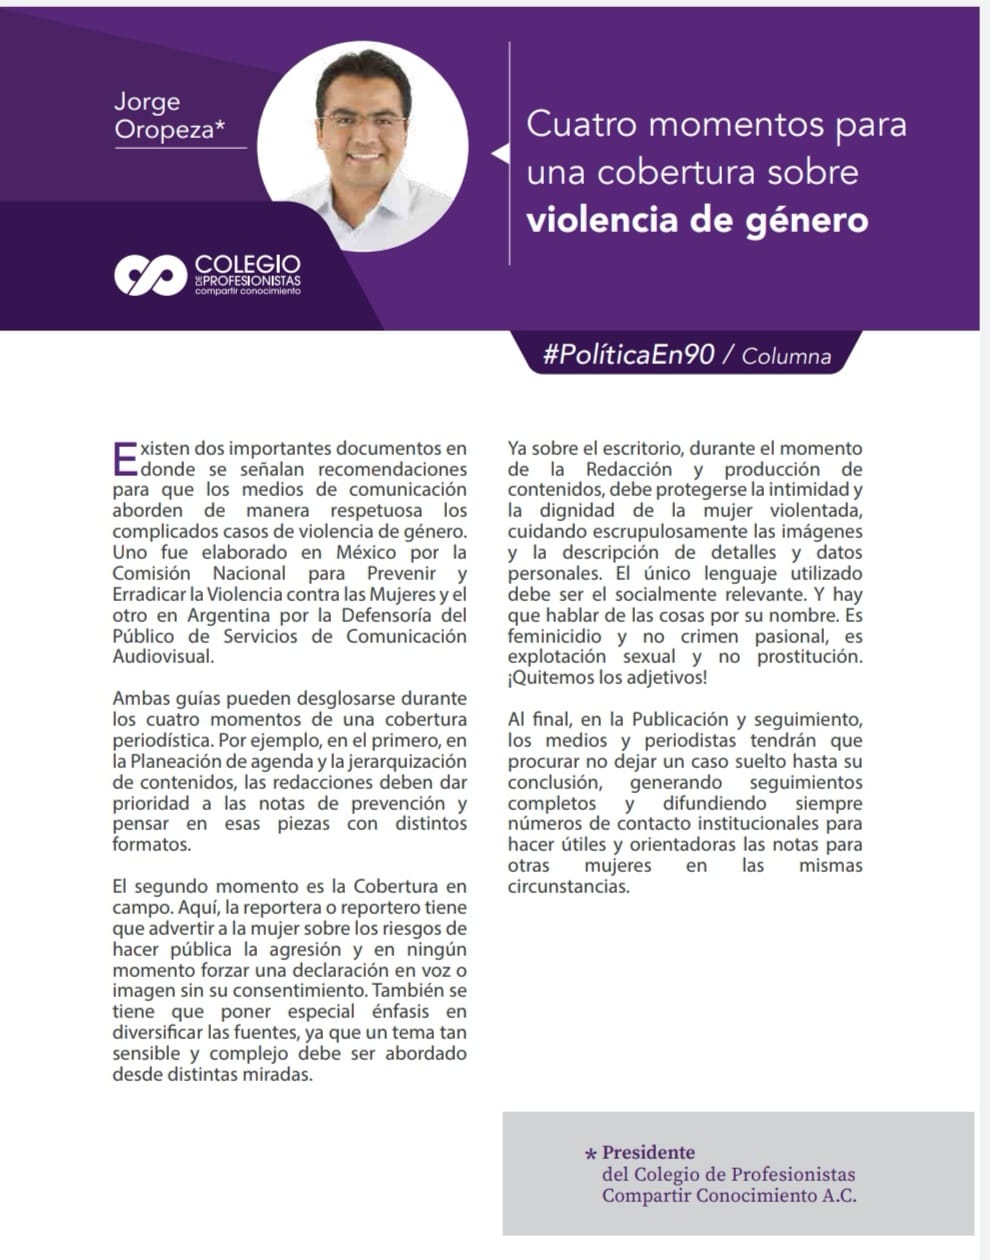 Jorge
Oropeza*
COLEGIO
DE PROFESIONISTAS
compartir conocimiento
Cuatro momentos para
una cobertura sobre
violencia de género
#PolíticaEn90 / Columna
Existen dos importantes documentos en
donde se señalan recomendaciones
para que los medios de comunicación
aborden de manera respetuosa los
complicados casos de violencia de género.
Uno fue elaborado en México por la
Comisión Nacional para Prevenir y
Erradicar la Violencia contra las Mujeres y el
otro en Argentina por la Defensoría del
Público de Servicios de Comunicación
Audiovisual.
Ambas guías pueden desglosarse durante
los cuatro momentos de una cobertura
periodística. Por ejemplo, en el primero, en
la Planeación de agenda y la jerarquización
de contenidos, las redacciones deben dar
prioridad a las notas de prevención y
pensar en esas piezas con distintos
formatos.
El segundo momento es la Cobertura en
campo. Aquí, la reportera o reportero tiene
que advertir a la mujer sobre los riesgos de
hacer pública la agresión y en ningún
momento forzar una declaración en voz o
imagen sin su consentimiento. También se
tiene que poner especial énfasis en
diversificar las fuentes, ya que un tema tan
sensible y complejo debe ser abordado
desde distintas miradas.
Ya sobre el escritorio, durante el momento
de la Redacción y producción de
contenidos, debe protegerse la intimidad y
la dignidad de la mujer violentada,
cuidando escrupulosamente las imágenes
y la descripción de detalles y datos
personales. El único lenguaje utilizado
debe ser el socialmente relevante. Y hay
que hablar de las cosas por su nombre. Es
feminicidio y no crimen pasional, es
explotación sexual y no prostitución.
¡Quitemos los adjetivos!
Al final, en la Publicación y seguimiento,
los medios y periodistas tendrán que
procurar no dejar un caso suelto hasta su
conclusión, generando seguimientos
completos y difundiendo siempre
números de contacto institucionales para
hacer útiles y orientadoras las notas para
otras mujeres en las mismas
circunstancias.
* Presidente
del Colegio de Profesionistas
Compartir Conocimiento A.C.